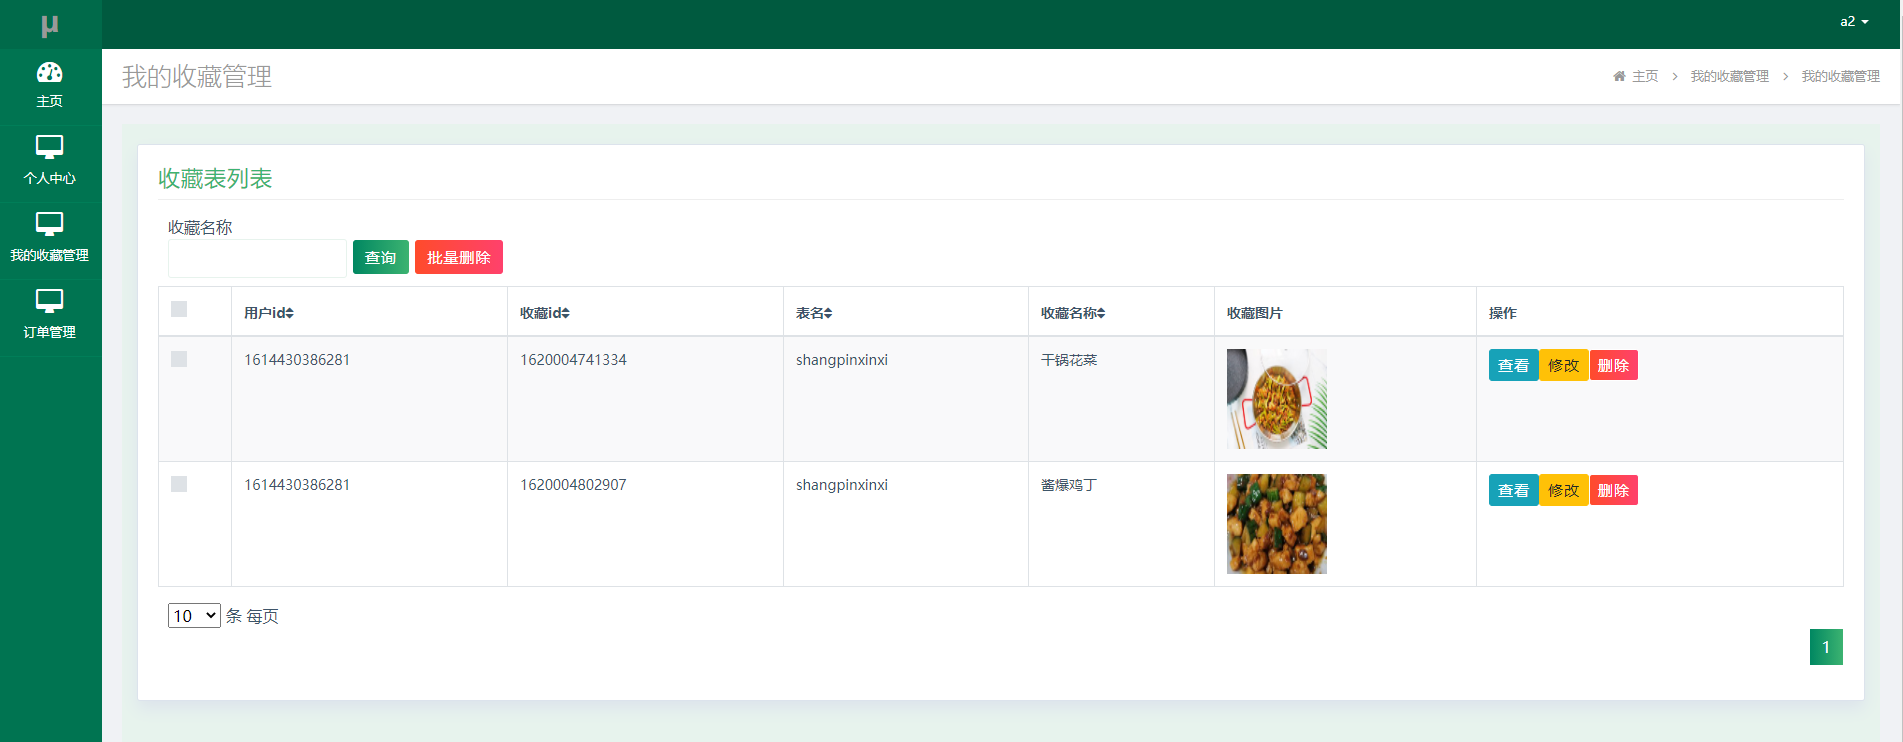 µ
a2
主页
个人中心
我的收藏管理
订单管理
我的收藏管理
主页 > 我的收藏管理 > 我的收藏管理
收藏表列表
收藏名称
查询 批量删除
用户id 收藏id 表名 收藏名称 收藏图片 操作
1614430386281 1620004741334 shangpinxinxi 干锅花菜 查看 修改 删除
1614430386281 1620004802907 shangpinxinxi 酱爆鸡丁 查看 修改 删除
10 条 每页
1